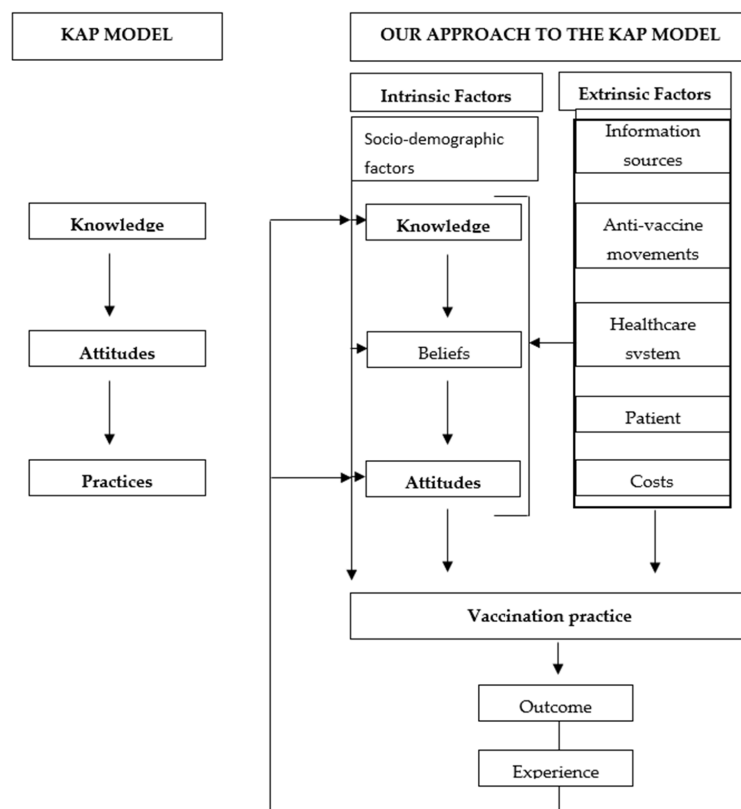 KAP MODEL
OUR APPROACH TO THE KAP MODEL
Intrinsic Factors
Extrinsic Factors
Socio-demographic
factors
Information
sources
Knowledge
Knowledge
Anti-vaccine
movements
Attitudes
Beliefs
Healthcare
system
Patient
Practices
Attitudes
Costs
Vaccination practice
Outcome
Experience